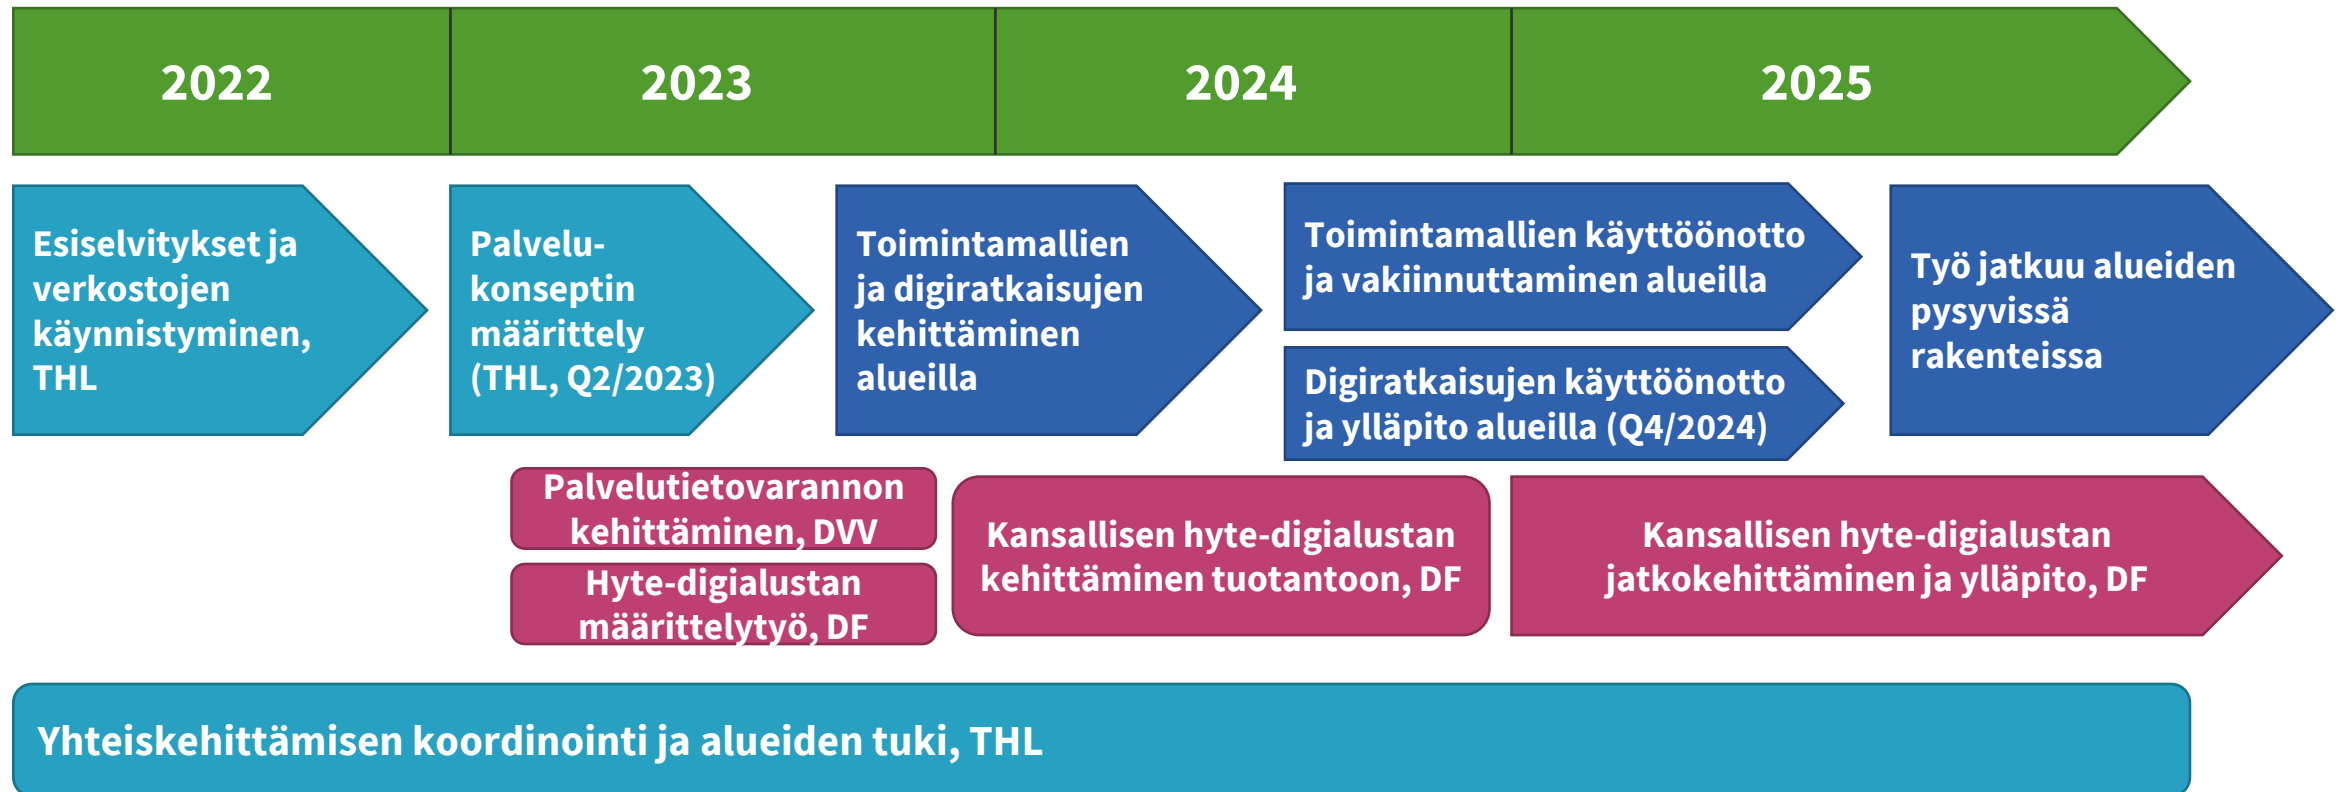 2022
2023
2024
2025
Esiselvitykset ja
verkostojen
käynnistyminen,
THL
Palvelu-
konseptin
määrittely
(THL, Q2/2023)
Toimintamallien
ja digiratkaisujen
kehittäminen
alueilla
Toimintamallien käyttöönotto
ja vakiinnuttaminen alueilla
Digiratkaisujen käyttöönotto
ja ylläpito alueilla (Q4/2024)
Työ jatkuu alueiden
pysyvissä
rakenteissa
Palvelutietovarannon
kehittäminen, DVV
Hyte-digialustan
määrittelytyö, DF
Kansallisen hyte-digialustan
kehittäminen tuotantoon, DF
Kansallisen hyte-digialustan
jatkokehittäminen ja ylläpito, DF
Yhteiskehittämisen koordinointi ja alueiden tuki, THL